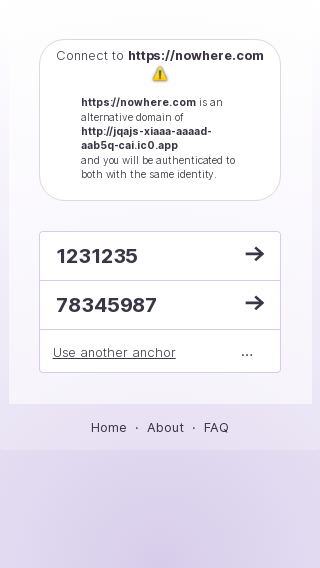 Connect to https://nowhere.com
https://nowhere.com is an
alternative domain of
http://jqajs-xiaaa-aaaad-
aab5q-cai.ic0.app
and you will be authenticated to
both with the same identity.
1231235
78345987
Use another anchor ...
Home · About · FAQ